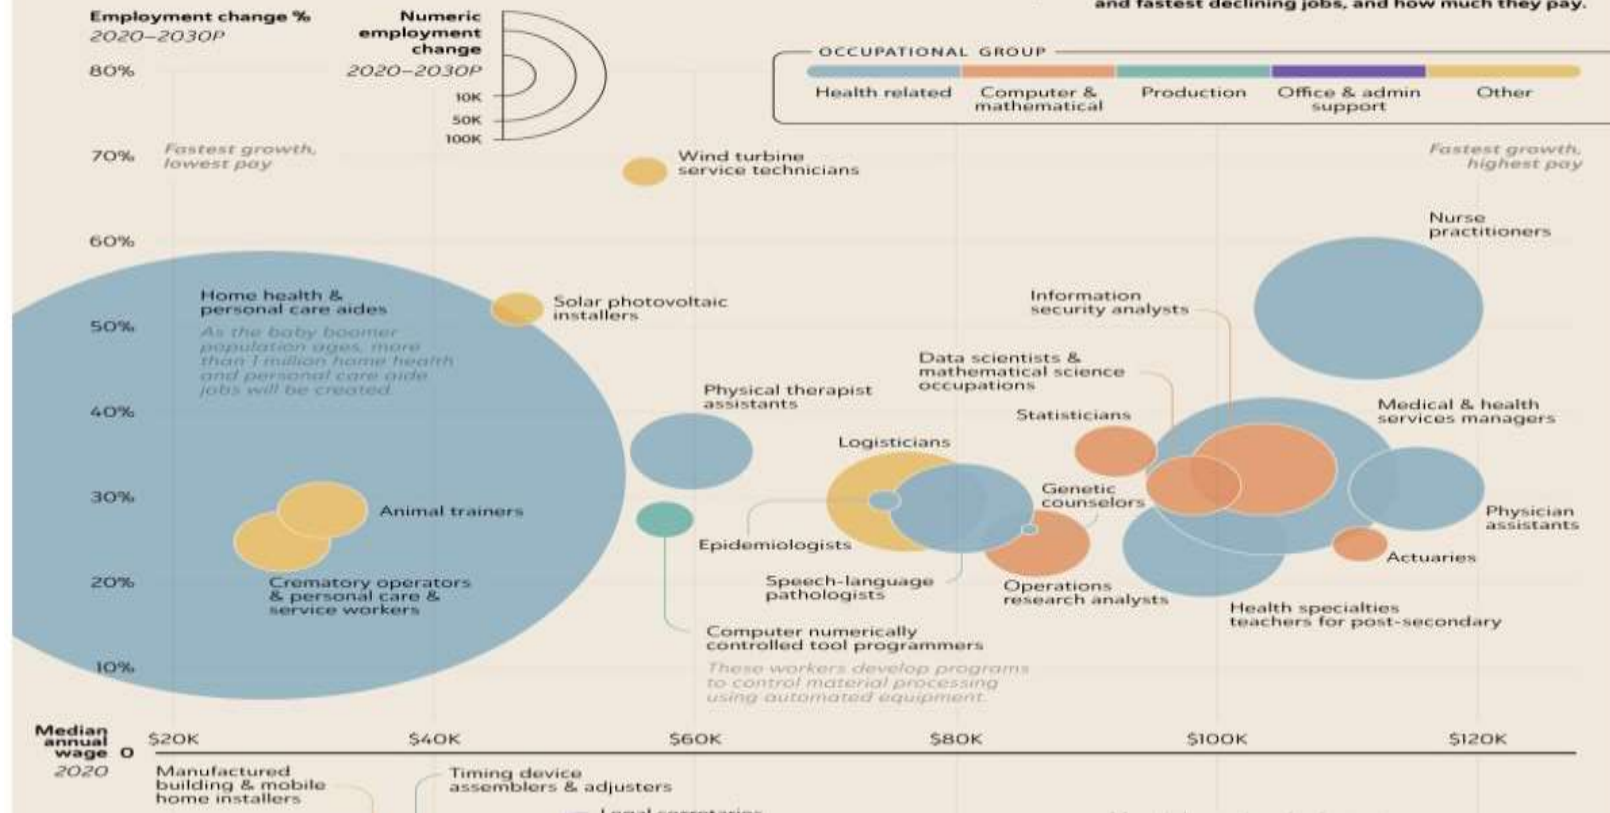 and fastest declining jobs, and how much they pay.
Employment change %
2020–2030P
Numeric
employment
change
2020–2030P
10K
50K
100K
OCCUPATIONAL GROUP
Health related
Computer &
mathematical
Production
Office & admin
support
Other
80%
70%
60%
50%
40%
30%
20%
10%
Fastest growth,
lowest pay
Fastest growth,
highest pay
Wind turbine
service technicians
Nurse
practitioners
Home health &
personal care aides
As the baby boomer
population ages, more
than 1 million home health
and personal care aide
jobs will be created.
Solar photovoltaic
installers
Information
security analysts
Data scientists &
mathematical science
occupations
Physical therapist
assistants
Statisticians
Medical & health
services managers
Logisticians
Genetic
counselors
Animal trainers
Physician
assistants
Epidemiologists
Actuaries
Crematory operators
& personal care &
service workers
Speech-language
pathologists
Operations
research analysts
Health specialties
teachers for post-secondary
Computer numerically
controlled tool programmers
These workers develop programs
to control material processing
using automated equipment.
Median
annual
wage 0
2020
$20K
$40K
$60K
$80K
$100K
$120K
Manufactured
building & mobile
home installers
Timing device
assemblers & adjusters
Legal secretaries